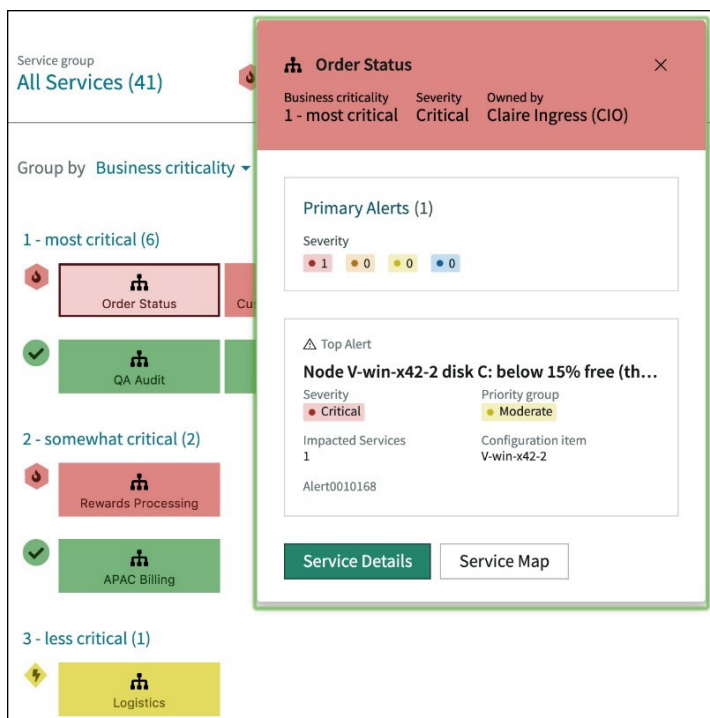 Service group
All Services (41)
Group by Business criticality
1 - most critical (6)
Order Status
QA Audit
2 - somewhat critical (2)
Rewards Processing
APAC Billing
3 - less critical (1)
Logistics
Order Status
Business criticality Severity Owned by
1 - most critical Critical Claire Ingress (CIO)
Primary Alerts (1)
Severity
1 0 0 0
Top Alert
Node V-win-x42-2 disk C: below 15% free (th...
Severity Priority group
Critical Moderate
Impacted Services Configuration item
1 V-win-x42-2
Alert0010168
Service Details Service Map